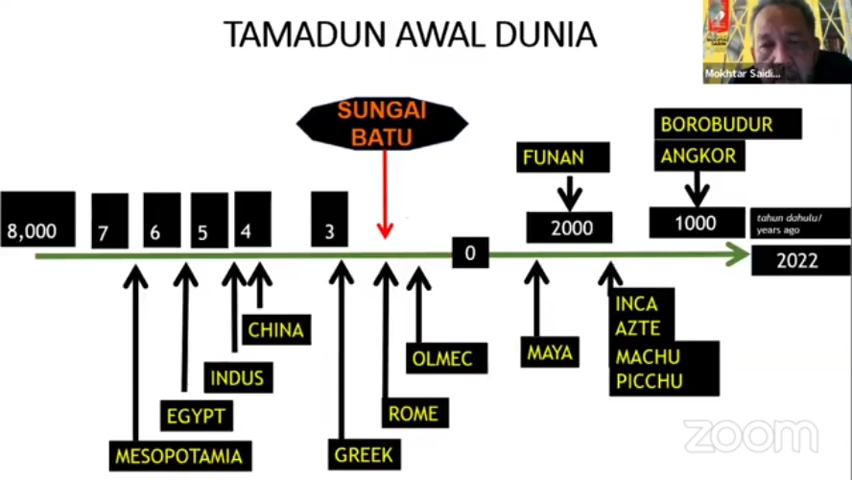 TAMADUN AWAL DUNIA
Mokhtar Saidi...
SUNGAI
BATU
BOROBUDUR
ANGKOR
FUNAN
8,000
7
6
5
4
3
2000
1000
tahun dahulu/
years ago
0
2022
CHINA
INDUS
EGYPT
MESOPOTAMIA
GREEK
ROME
OLMEC
MAYA
INCA
AZTE
MACHU
PICCHU
zoom